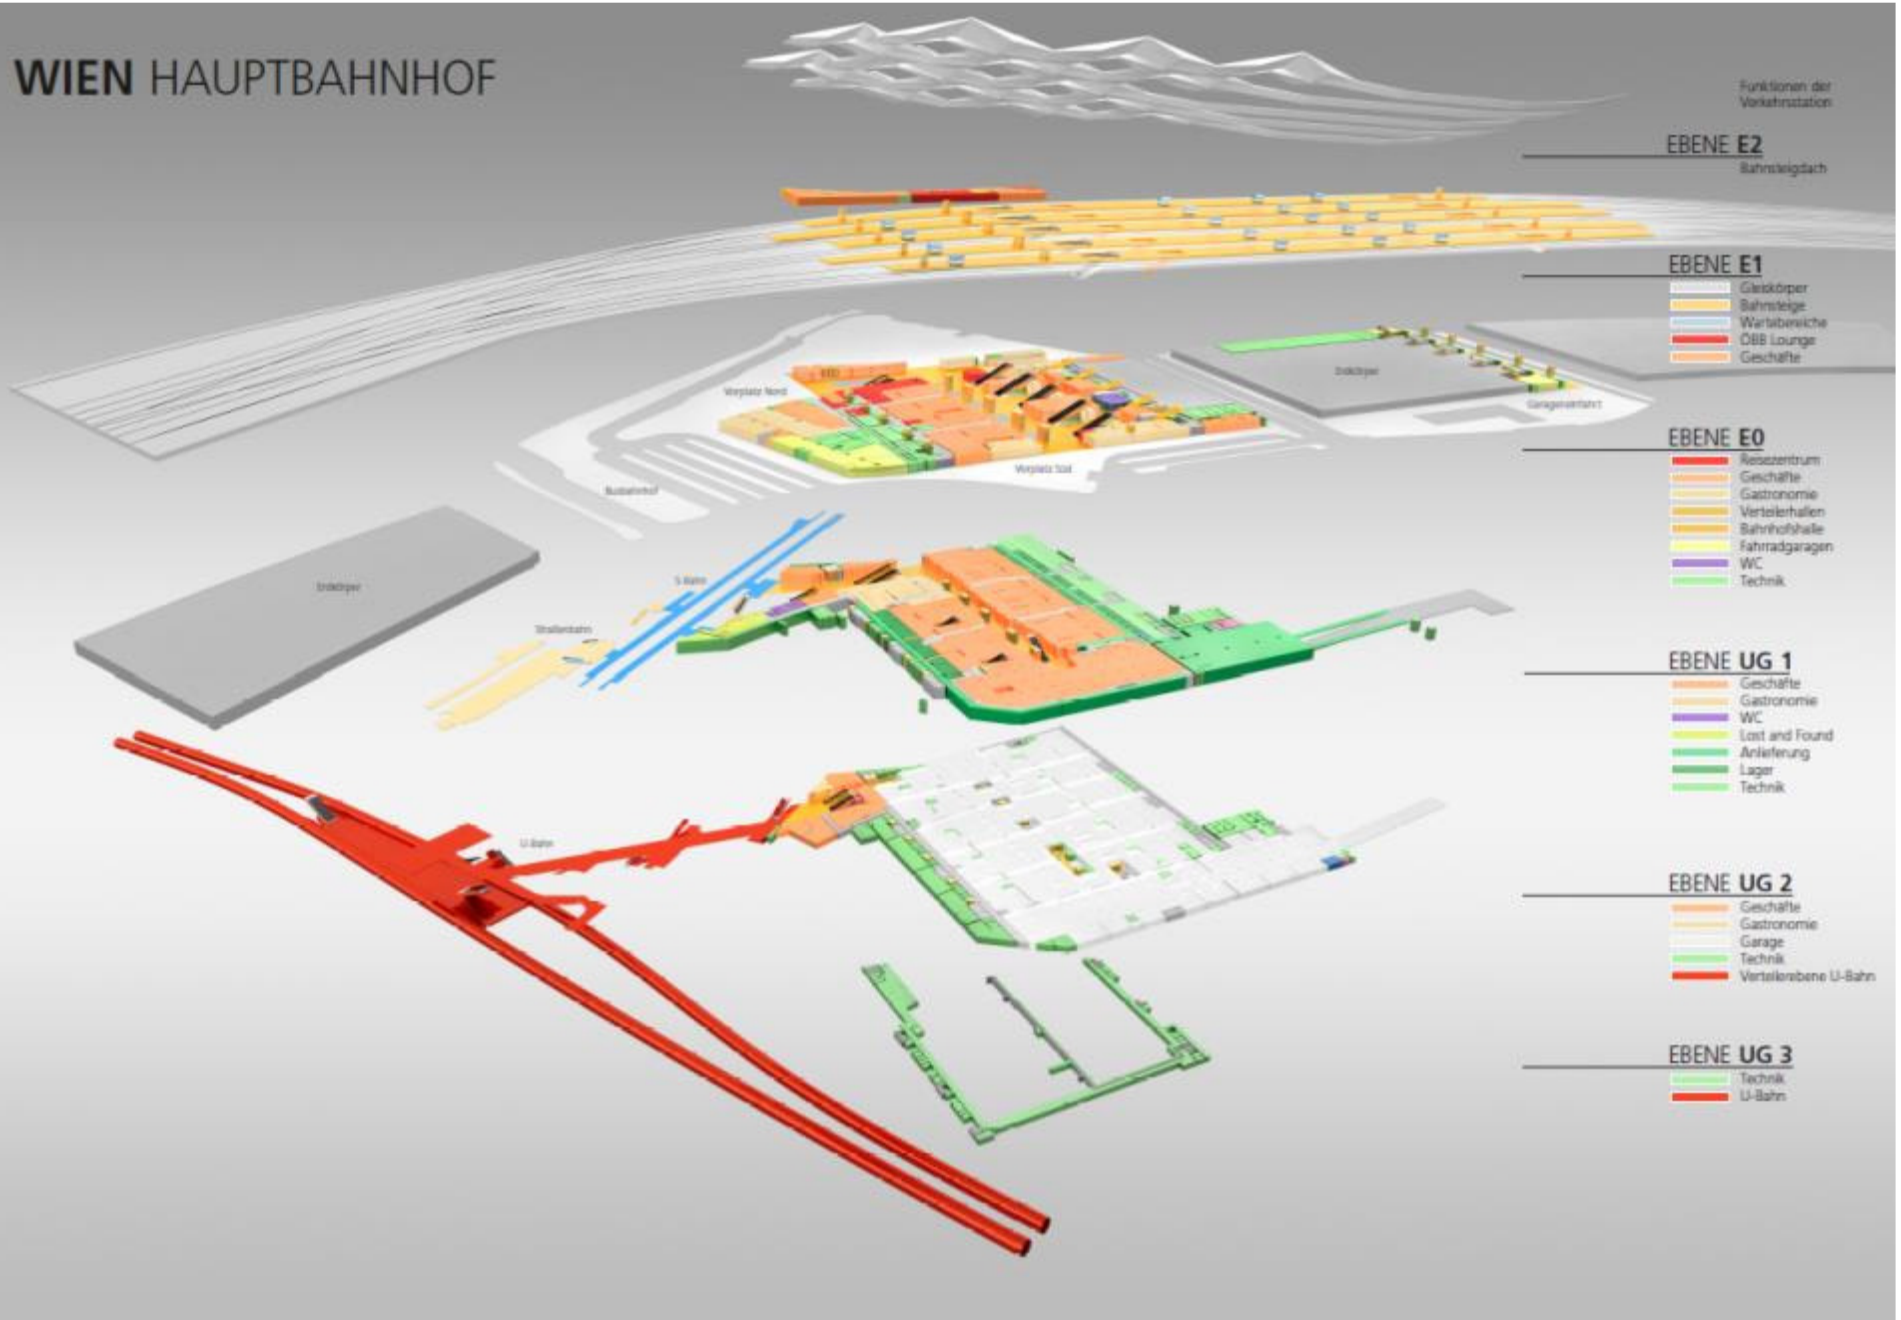 WIEN HAUPTBAHNHOF
Funktionen der
Verkehrsstation
EBENE E2
Bahnsteigdach
EBENE E1
Gleiskörper
Bahnsteige
Wartebereiche
ÖBB Lounge
Geschäfte
Vorplatz Nord
Erdkörper
Garageneinfahrt
EBENE E0
Reisezentrum
Geschäfte
Gastronomie
Verteilerhallen
Bahnhofshalle
Fahrradgaragen
WC
Technik
Vorplatz Süd
Busbahnhof
Erdkörper
S-Bahn
Straßenbahn
EBENE UG 1
Geschäfte
Gastronomie
WC
Lost and Found
Anlieferung
Lager
Technik
U-Bahn
EBENE UG 2
Geschäfte
Gastronomie
Garage
Technik
Verteilerebene U-Bahn
EBENE UG 3
Technik
U-Bahn